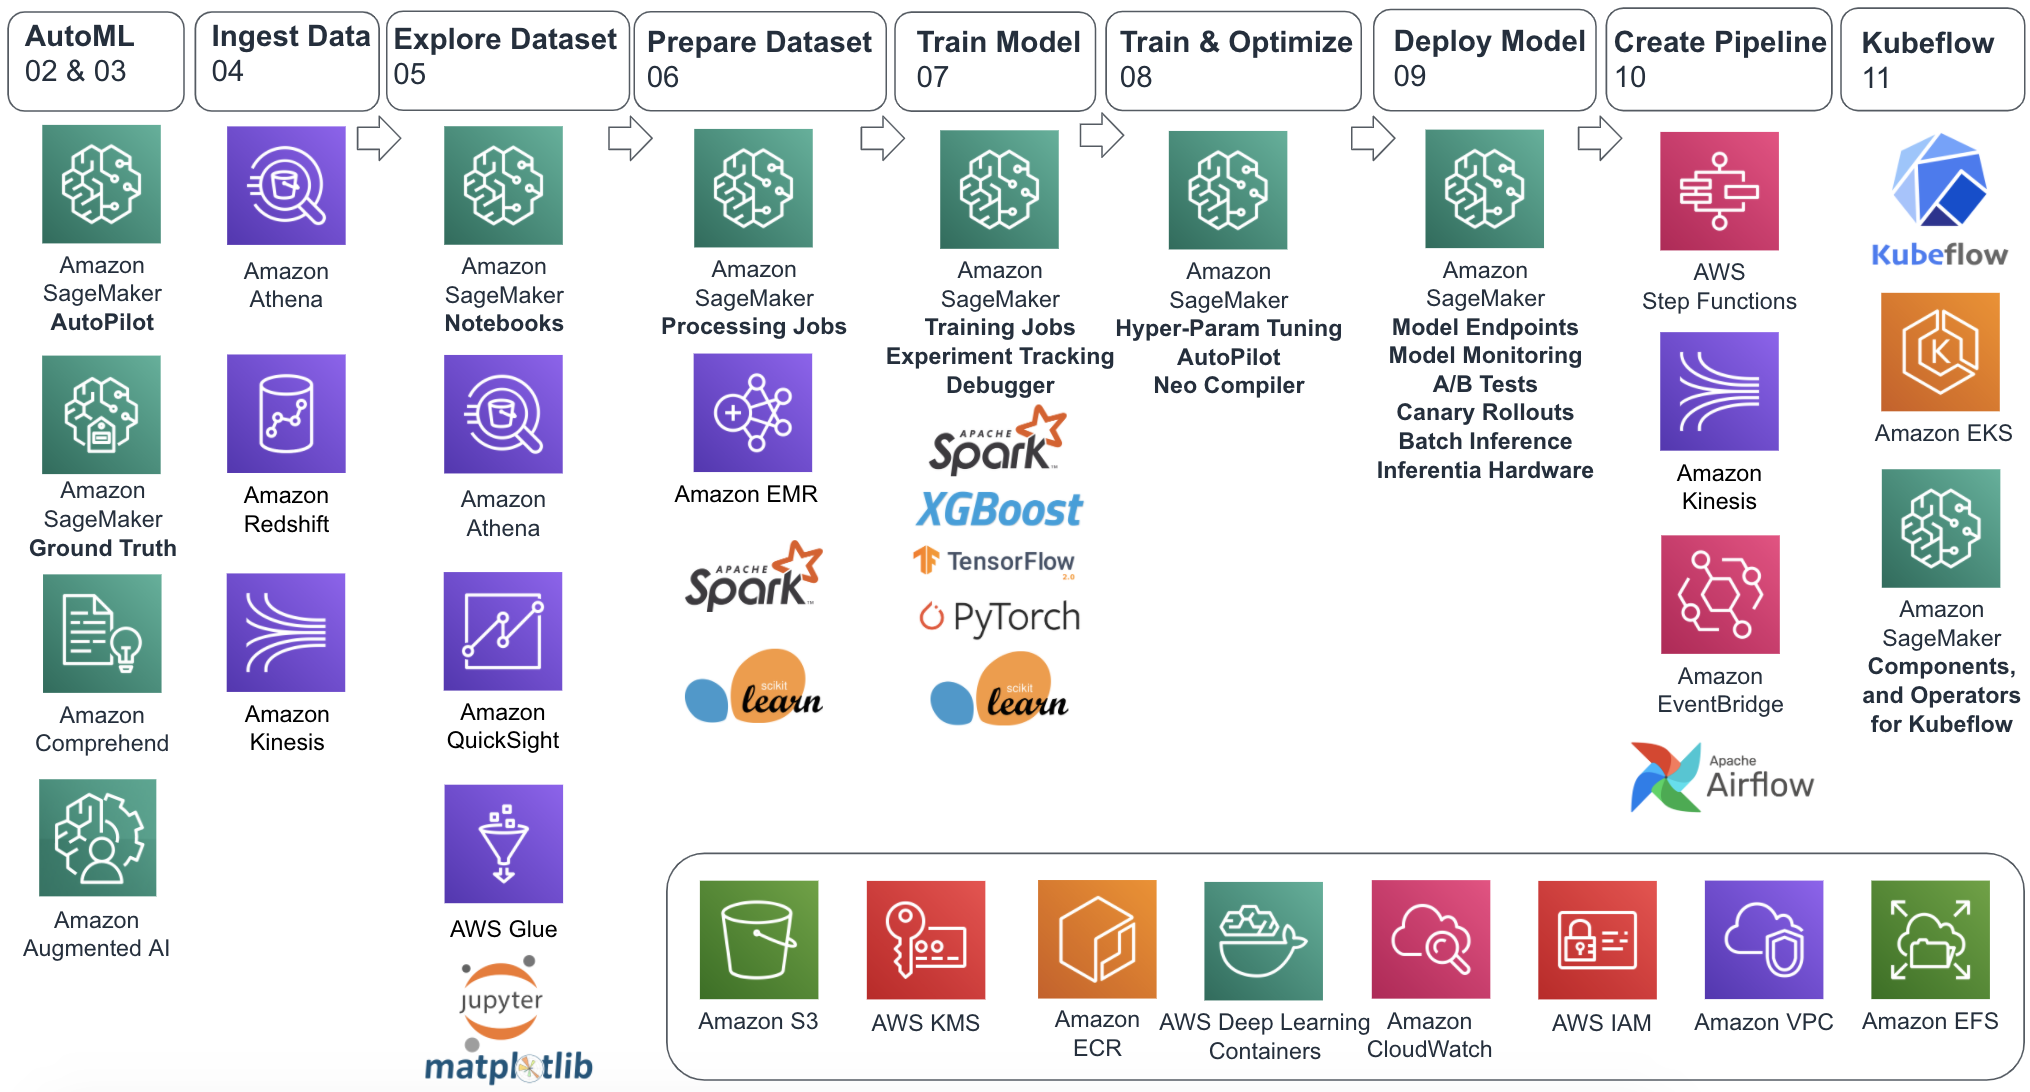 AutoML
02 & 03
Ingest Data
04
Explore Dataset
05
Prepare Dataset
06
Train Model
07
Train & Optimize
08
Deploy Model
09
Create Pipeline
10
Kubeflow
11
Amazon
SageMaker
AutoPilot
Amazon
SageMaker
Ground Truth
Amazon
Comprehend
Amazon
Augmented AI
Amazon
Athena
Amazon
Redshift
Amazon
Kinesis
Amazon
SageMaker
Notebooks
Amazon
Athena
Amazon
QuickSight
AWS Glue
jupyter
matplotlib
Amazon
SageMaker
Processing Jobs
Amazon EMR
APACHE
Spark™
scikit
learn
Amazon
SageMaker
Training Jobs
Experiment Tracking
Debugger
APACHE
Spark™
XGBoost
TensorFlow
2.0
PyTorch
scikit
learn
Amazon
SageMaker
Hyper-Param Tuning
AutoPilot
Neo Compiler
Amazon
SageMaker
Model Endpoints
Model Monitoring
A/B Tests
Canary Rollouts
Batch Inference
Inferentia Hardware
AWS
Step Functions
Amazon
Kinesis
Amazon
EventBridge
Apache
Airflow
Kubeflow
K
Amazon EKS
Amazon
SageMaker
Components,
and Operators
for Kubeflow
Amazon S3
AWS KMS
Amazon
ECR
AWS Deep Learning
Containers
Amazon
CloudWatch
AWS IAM
Amazon VPC
Amazon EFS